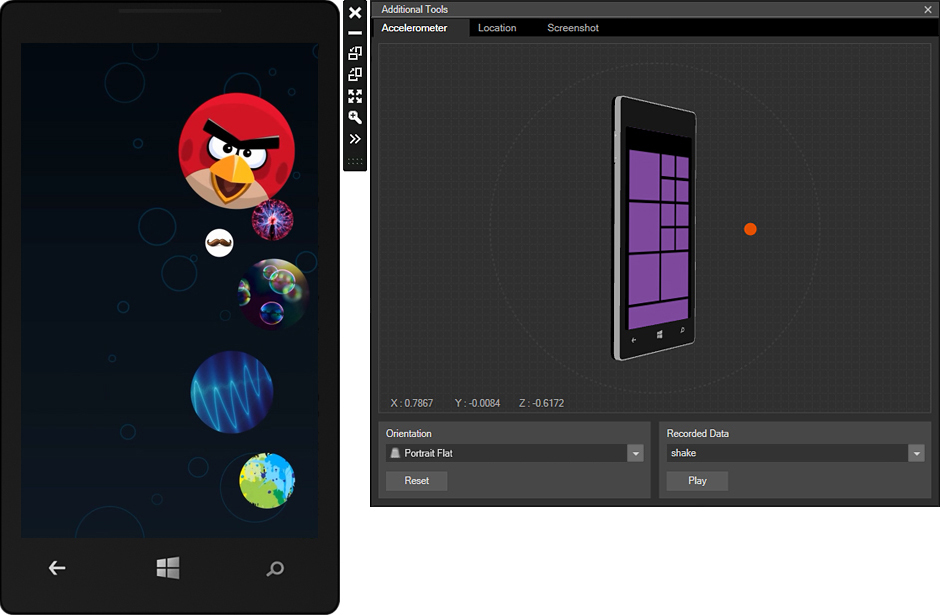 Additional Tools
Accelerometer Location Screenshot
X : 0.7867 Y : -0.0084 Z : -0.6172
Orientation
Portrait Flat
Reset
Recorded Data
shake
Play